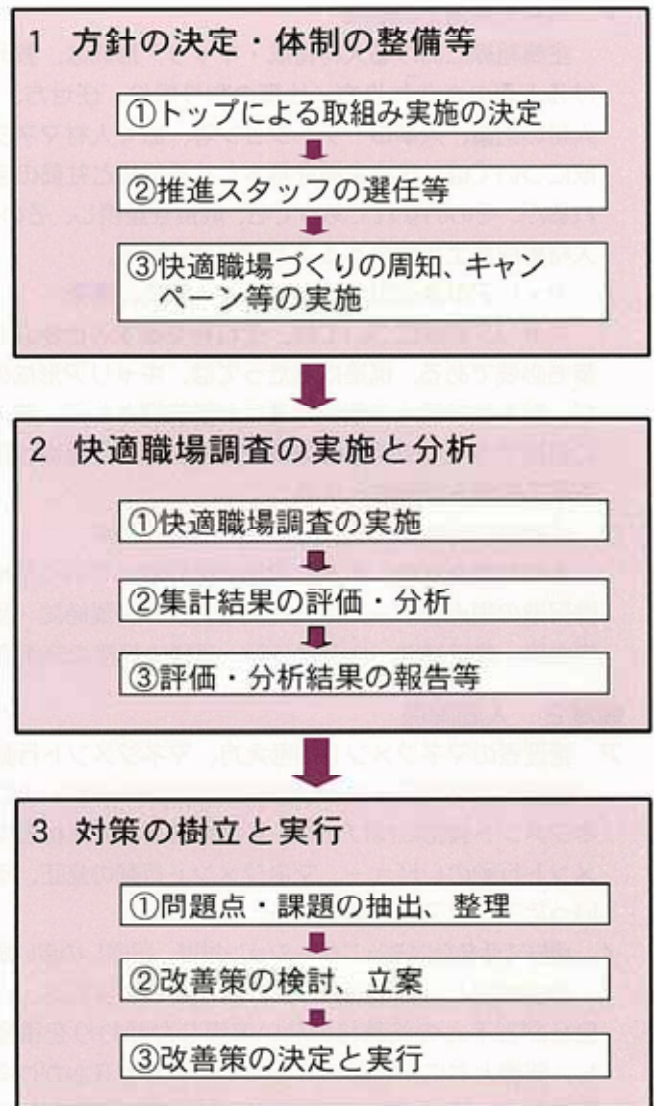 1 方針の決定・体制の整備等
①トップによる取組み実施の決定
②推進スタッフの選任等
③快適職場づくりの周知、キャン
ペーン等の実施
2 快適職場調査の実施と分析
①快適職場調査の実施
②集計結果の評価・分析
③評価・分析結果の報告等
3 対策の樹立と実行
①問題点・課題の抽出、整理
②改善策の検討、立案
③改善策の決定と実行